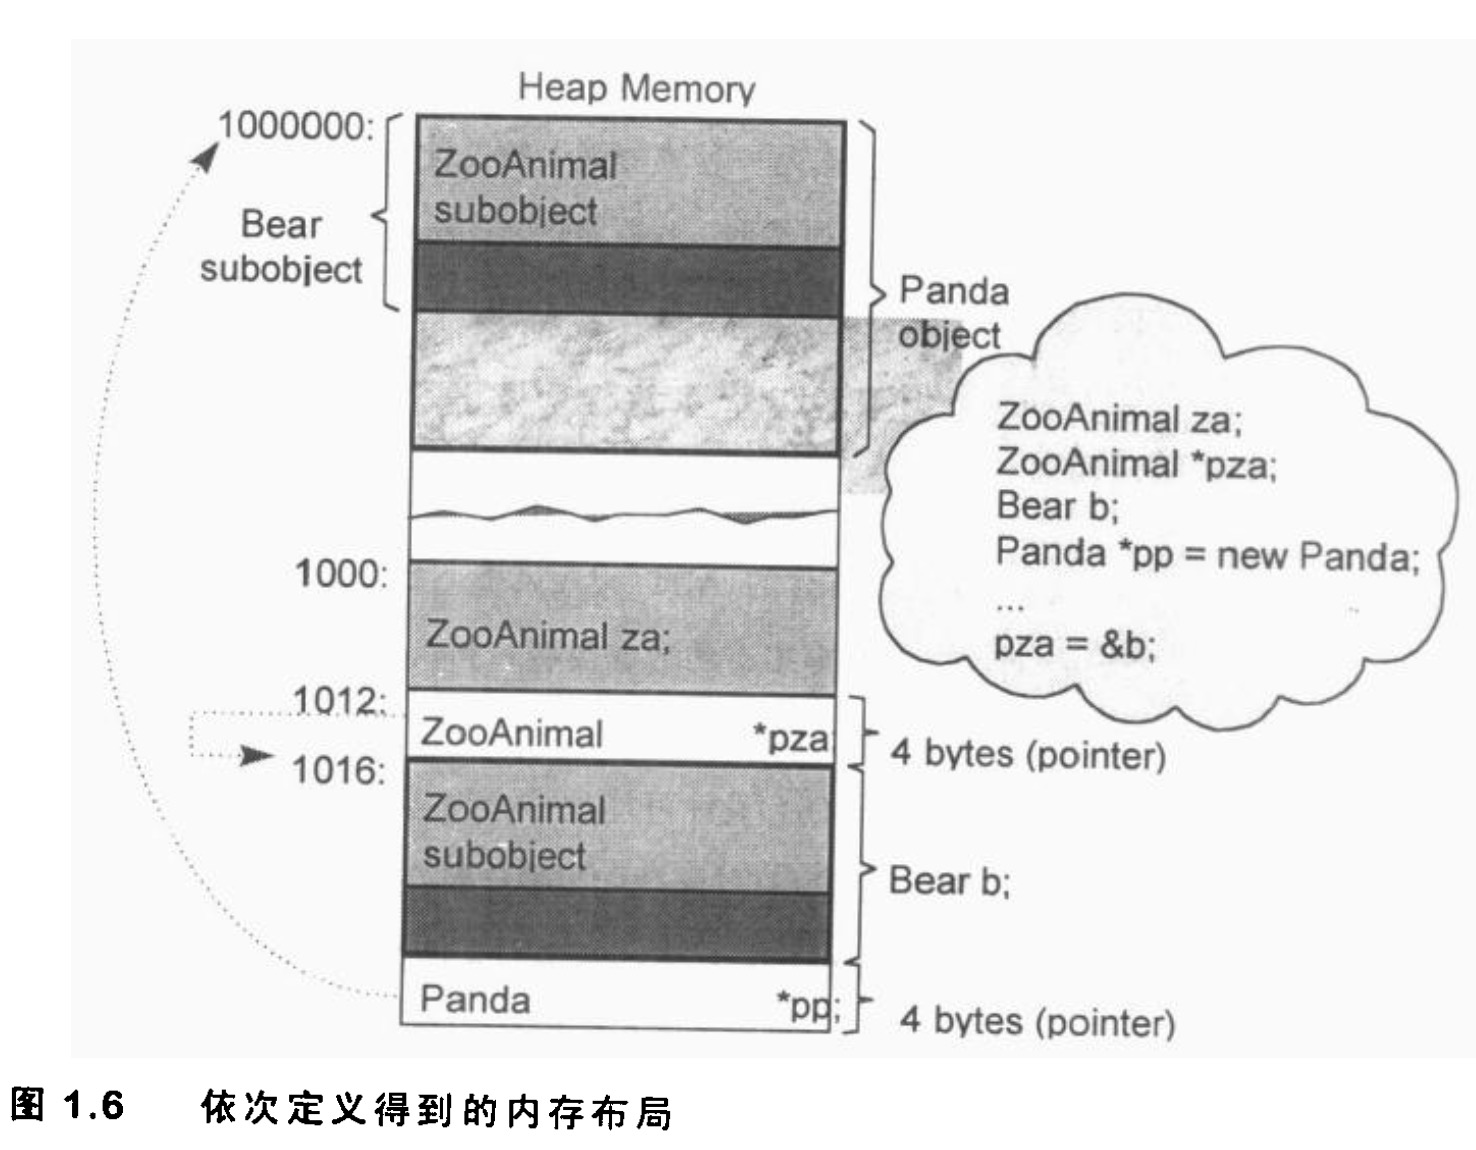 Heap Memory
1000000:
ZooAnimal
subobject
Bear
subobject
Panda
object
ZooAnimal za;
ZooAnimal *pza;
Bear b;
Panda *pp = new Panda;
...
pza = &b;
1000:
ZooAnimal za;
1012:
ZooAnimal *pza
4 bytes (pointer)
1016:
ZooAnimal
subobject
Bear b;
Panda *pp;
4 bytes (pointer)
图 1.6 依次定义得到的内存布局